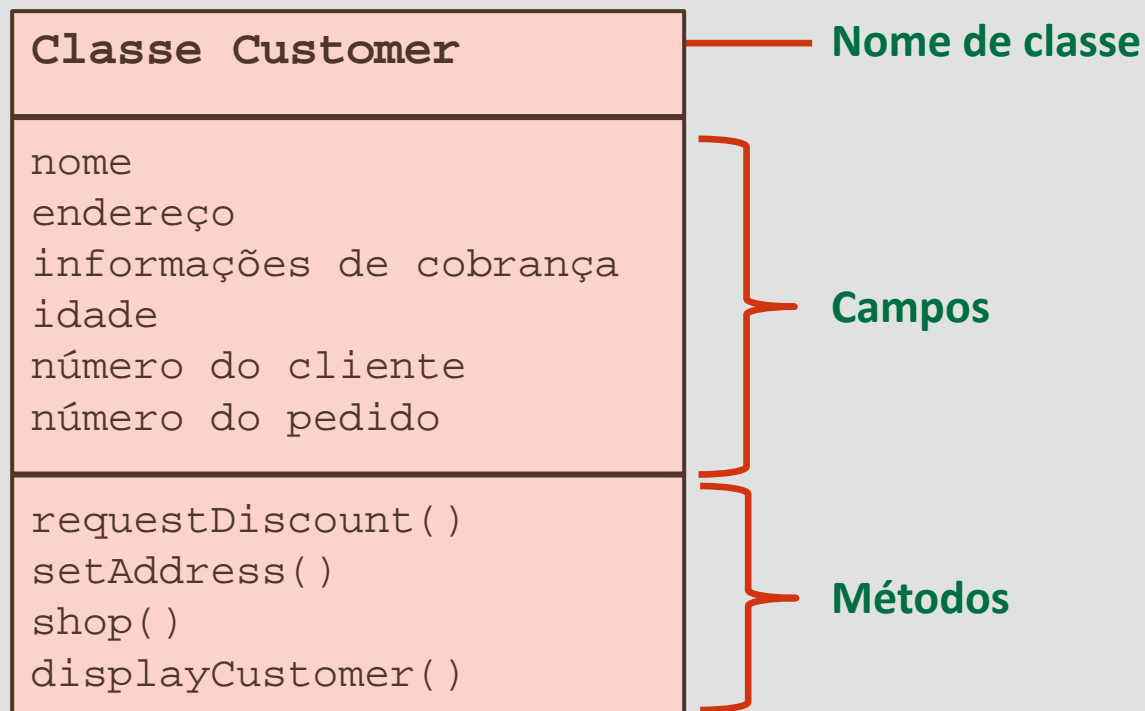 Classe Customer
Nome de classe
nome
endereço
informações de cobrança
idade
número do cliente
número do pedido
Campos
requestDiscount()
setAddress()
shop()
displayCustomer()
Métodos